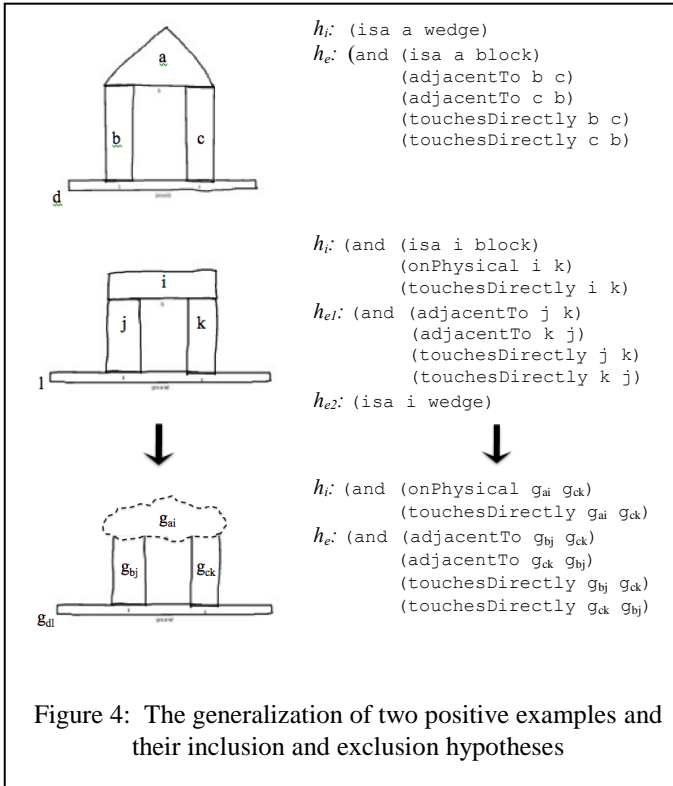 a
b
c
d
ground
h_i: (isa a wedge)
h_e: (and (isa a block)
(adjacentTo b c)
(adjacentTo c b)
(touchesDirectly b c)
(touchesDirectly c b)
i
j
k
l
ground
h_i: (and (isa i block)
(onPhysical i k)
(touchesDirectly i k)
h_e1: (and (adjacentTo j k)
(adjacentTo k j)
(touchesDirectly j k)
(touchesDirectly k j)
h_e2: (isa i wedge)
g_ai
g_bj
g_ck
g_dl
ground
h_i: (and (onPhysical g_ai g_ck)
(touchesDirectly g_ai g_ck)
h_e: (and (adjacentTo g_bj g_ck)
(adjacentTo g_ck g_bj)
(touchesDirectly g_bj g_ck)
(touchesDirectly g_ck g_bj)
Figure 4: The generalization of two positive examples and
their inclusion and exclusion hypotheses